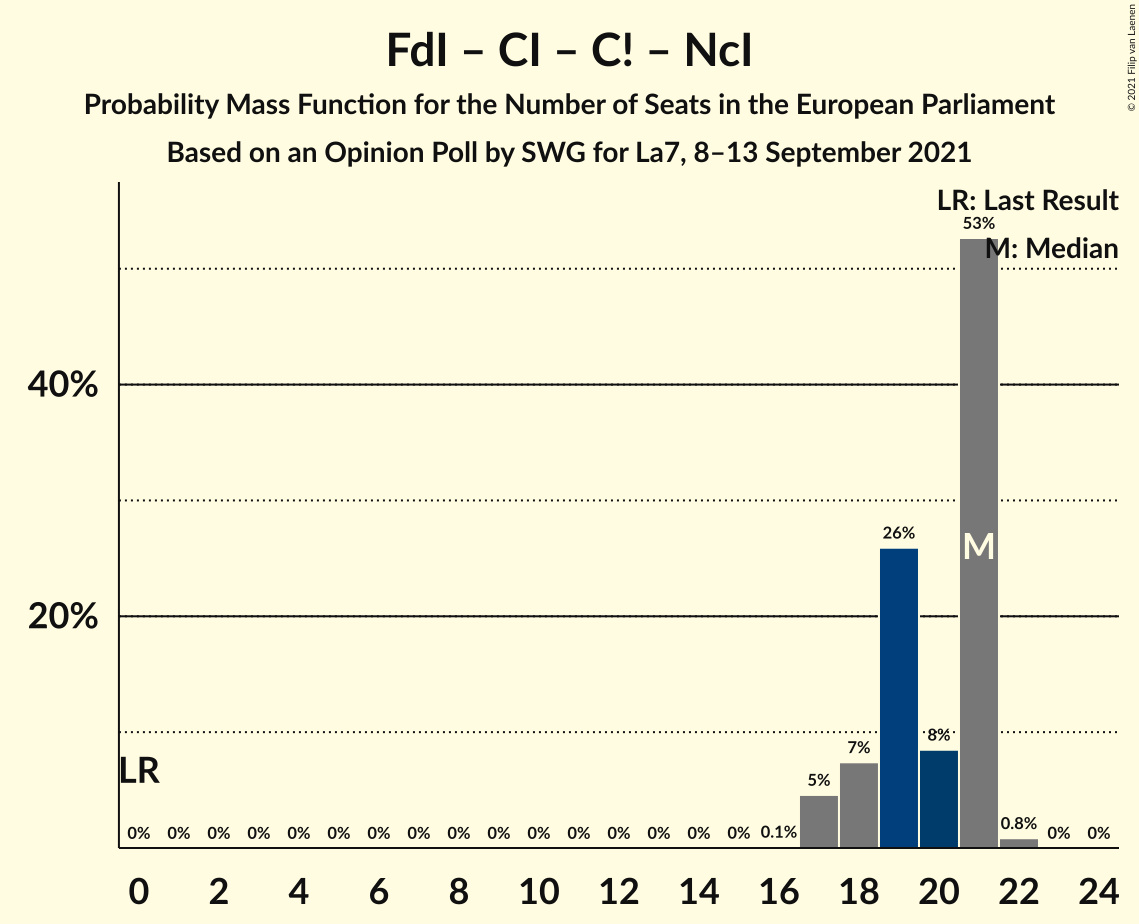 FdI – CI – C! – NcI
Probability Mass Function for the Number of Seats in the European Parliament
Based on an Opinion Poll by SWG for La7, 8–13 September 2021
© 2021 Filip van Laenen
LR: Last Result
53%
M: Median
40%
26%
M
20%
8%
7%
LR
5%
0% 0% 0% 0% 0% 0% 0% 0% 0% 0% 0% 0% 0% 0% 0% 0% 0.1% 0.8% 0% 0%
0 2 4 6 8 10 12 14 16 18 20 22 24